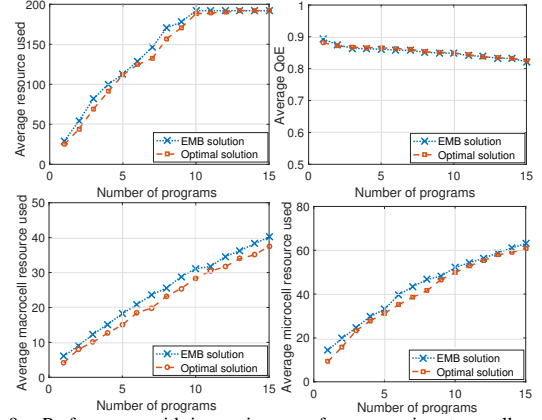 Average resource used
200
150
100
50
0
0
5
10
15
EMB solution
Optimal solution
Number of programs
Average QoE
1
0.9
0.8
0.7
0.6
0.5
0
5
10
15
EMB solution
Optimal solution
Number of programs
Average macrocell resource used
50
40
30
20
10
0
0
5
10
15
EMB solution
Optimal solution
Number of programs
Average microcell resource used
80
60
40
20
0
0
5
10
15
EMB solution
Optimal solution
Number of programs